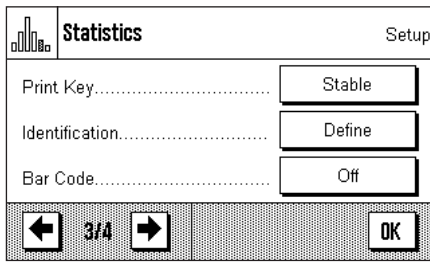 Statistics Setup
Print Key............................... Stable
Identification.......................... Define
Bar Code............................... Off
3/4 OK